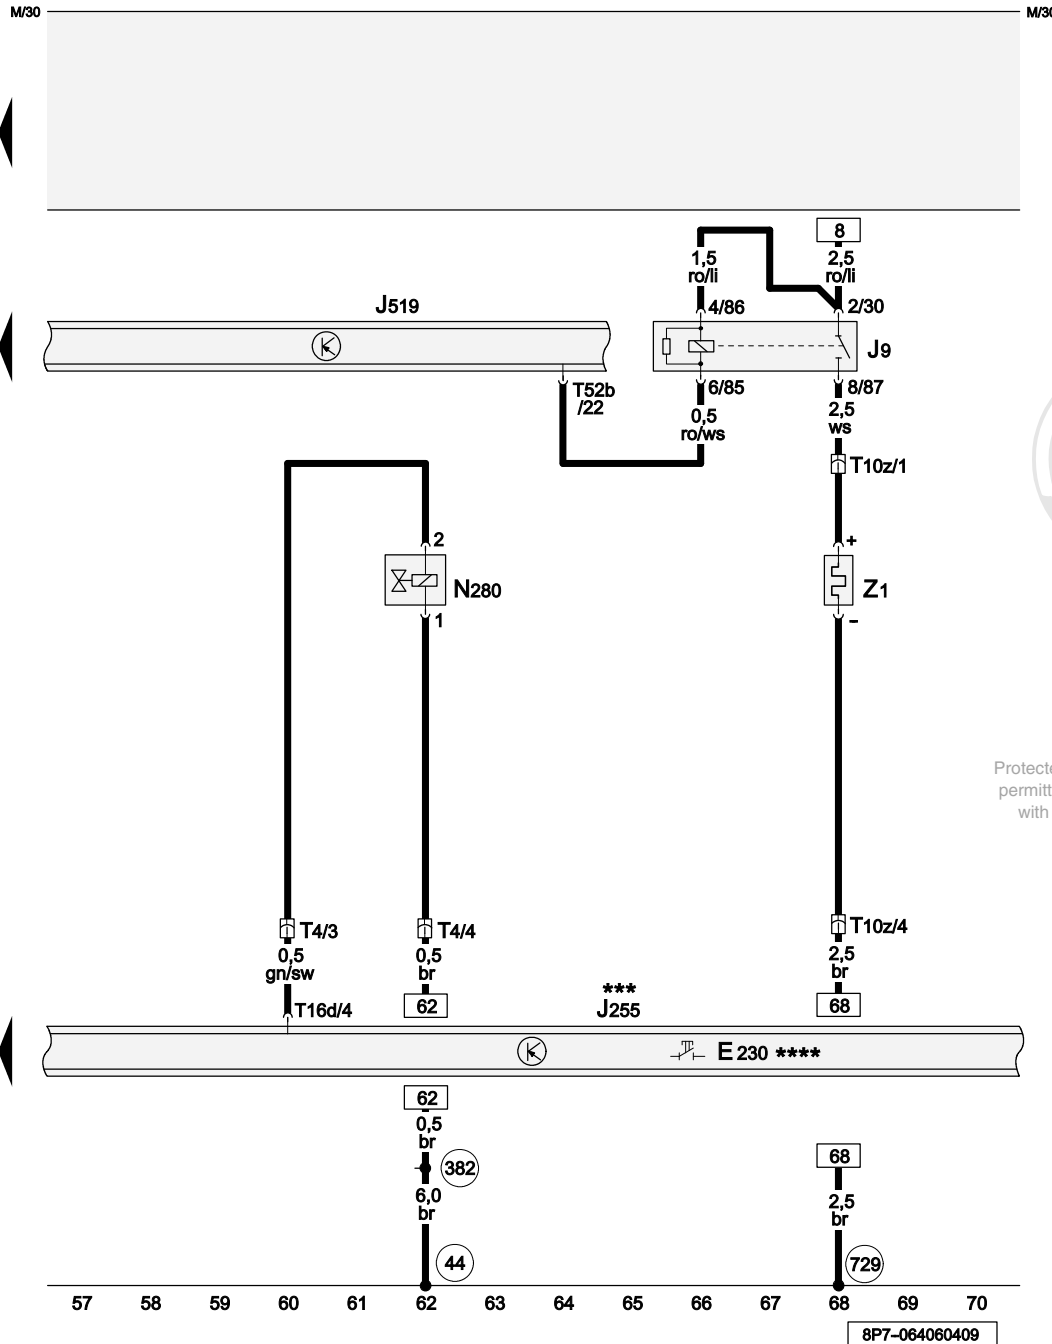 M/30
M/30
8
1,5
ro/li
2,5
ro/li
J519
4/86
2/30
J9
T52b
/22
6/85
8/87
0,5
ro/ws
2,5
ws
T10z/1
2
+
N280
Z1
1
–
T4/3
T4/4
T10z/4
0,5
gn/sw
0,5
br
2,5
br
T16d/4
62
***
J255
68
E230 ****
62
0,5
br
382
68
6,0
br
2,5
br
44
729
57 58 59 60 61 62 63 64 65 66 67 68 69 70
8P7–064060409
Protecte
permitt
with